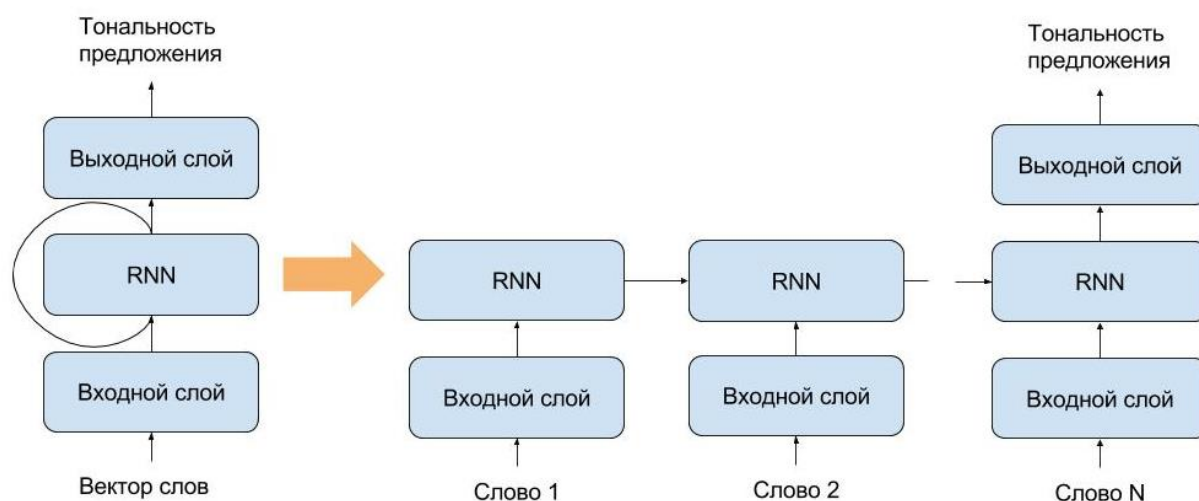 Тональность
предложения
Выходной слой
RNN
Входной слой
Вектор слов
RNN
Входной слой
Слово 1
RNN
Входной слой
Слово 2
Тональность
предложения
Выходной слой
RNN
Входной слой
Слово N